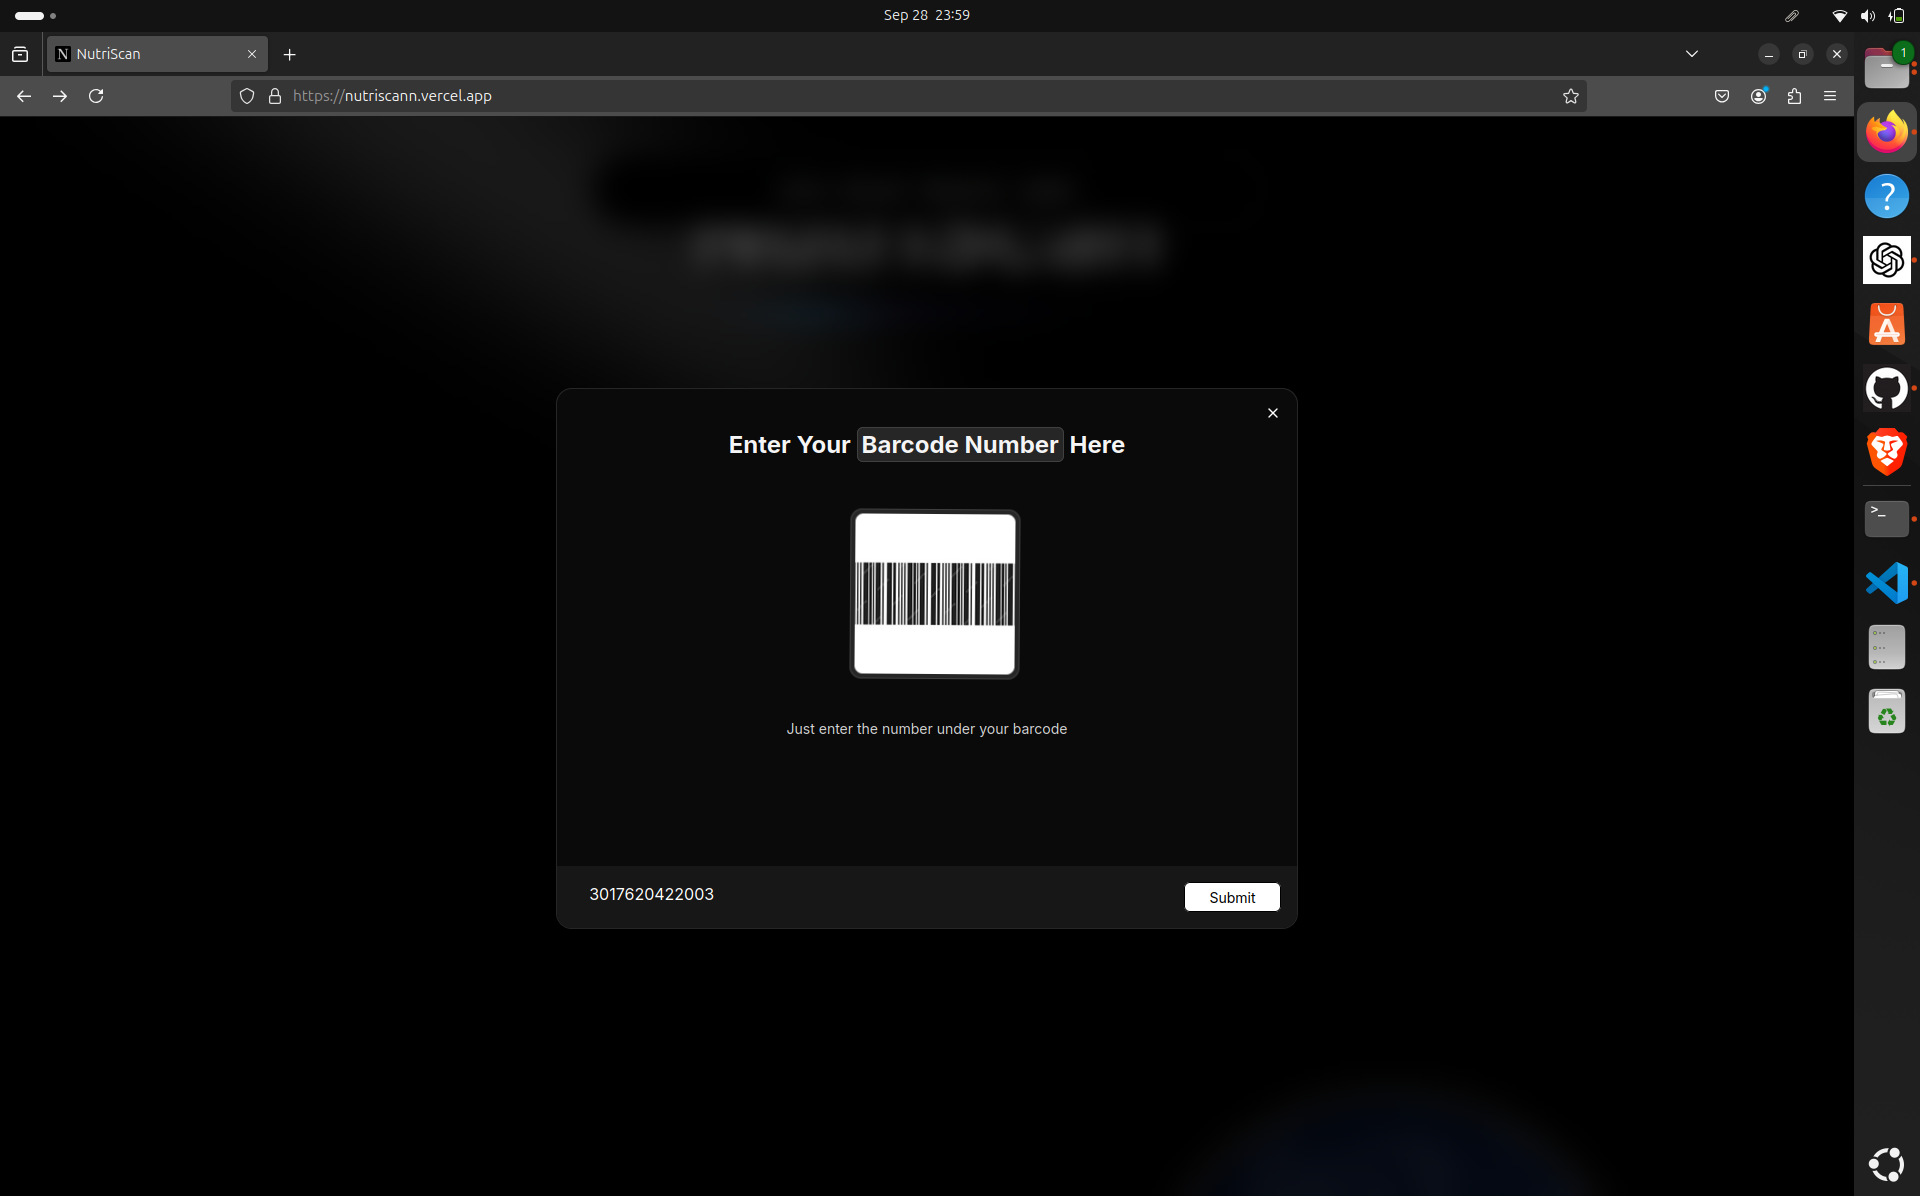 Sep 28 23:59
N NutriScan
https://nutriscann.vercel.app
1
Enter Your Barcode Number Here
Just enter the number under your barcode
3017620422003
Submit